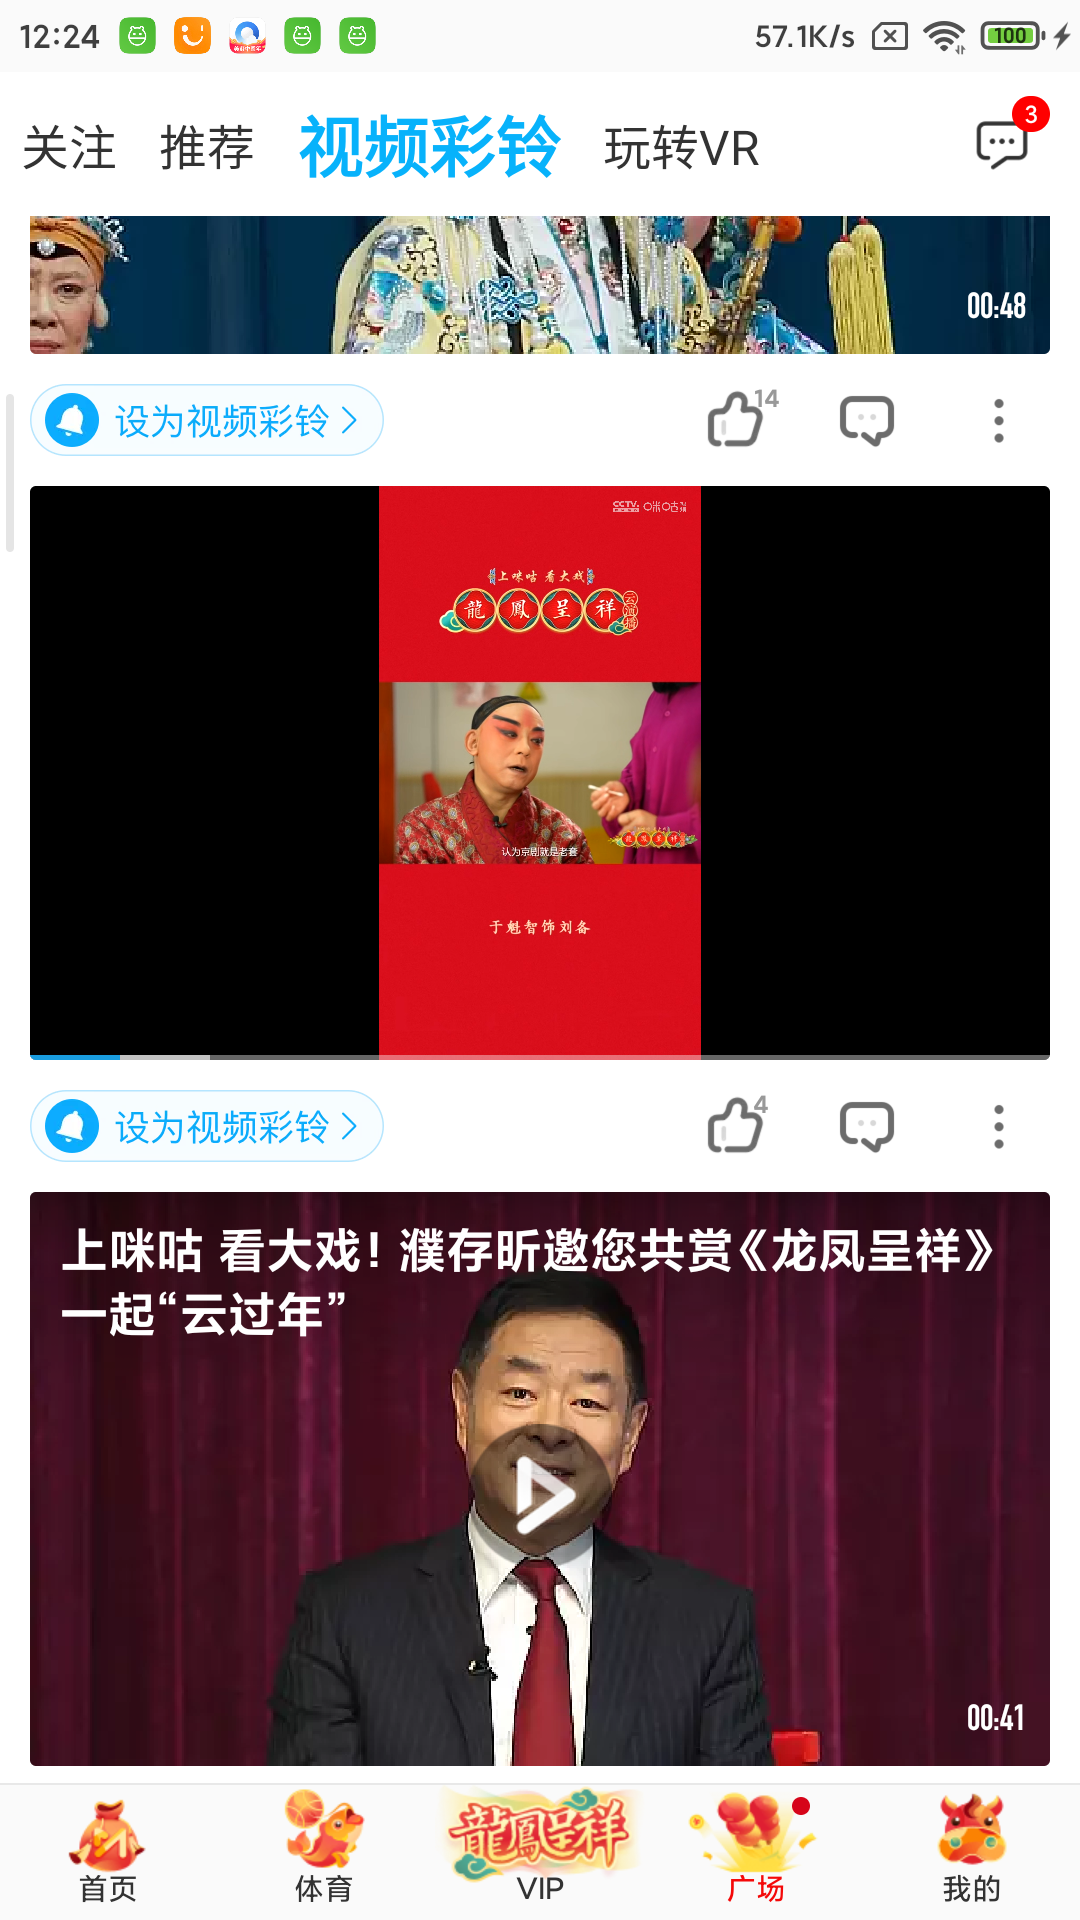 12:24
57.1K/s
100
关注 推荐 视频彩铃 玩转VR
3
00:48
设为视频彩铃
14
CCTV
上咪咕 看大戏
龍鳳呈祥
认为京剧就是老套
于魁智饰刘备
设为视频彩铃
4
上咪咕 看大戏！濮存昕邀您共赏《龙凤呈祥》
一起“云过年”
00:41
龍鳳呈祥
首页 体育 VIP 广场 我的